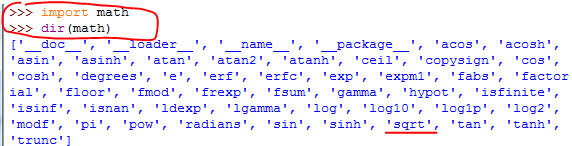 >>> import math
>>> dir(math)
['__doc__', '__loader__', '__name__', '__package__', 'acos', 'acosh',
'asin', 'asinh', 'atan', 'atan2', 'atanh', 'ceil', 'copysign', 'cos',
'cosh', 'degrees', 'e', 'erf', 'erfc', 'exp', 'expm1', 'fabs', 'factor
ial', 'floor', 'fmod', 'frexp', 'fsum', 'gamma', 'hypot', 'isfinite',
'isinf', 'isnan', 'ldexp', 'lgamma', 'log', 'log10', 'log1p', 'log2',
'modf', 'pi', 'pow', 'radians', 'sin', 'sinh', 'sqrt', 'tan', 'tanh',
'trunc']